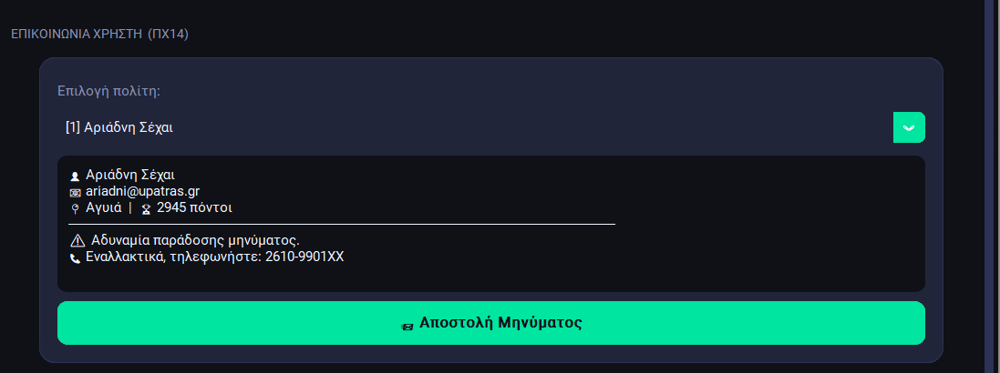 ΕΠΙΚΟΙΝΩΝΙΑ ΧΡΗΣΤΗ (ΠΧ14)
Επιλογή πολίτη:
[1] Αριάδνη Σέχαι
Αριάδνη Σέχαι
ariadni@upatras.gr
Αγυιά | 2945 πόντοι
Αδυναμία παράδοσης μηνύματος.
Εναλλακτικά, τηλεφωνήστε: 2610-9901XX
Αποστολή Μηνύματος